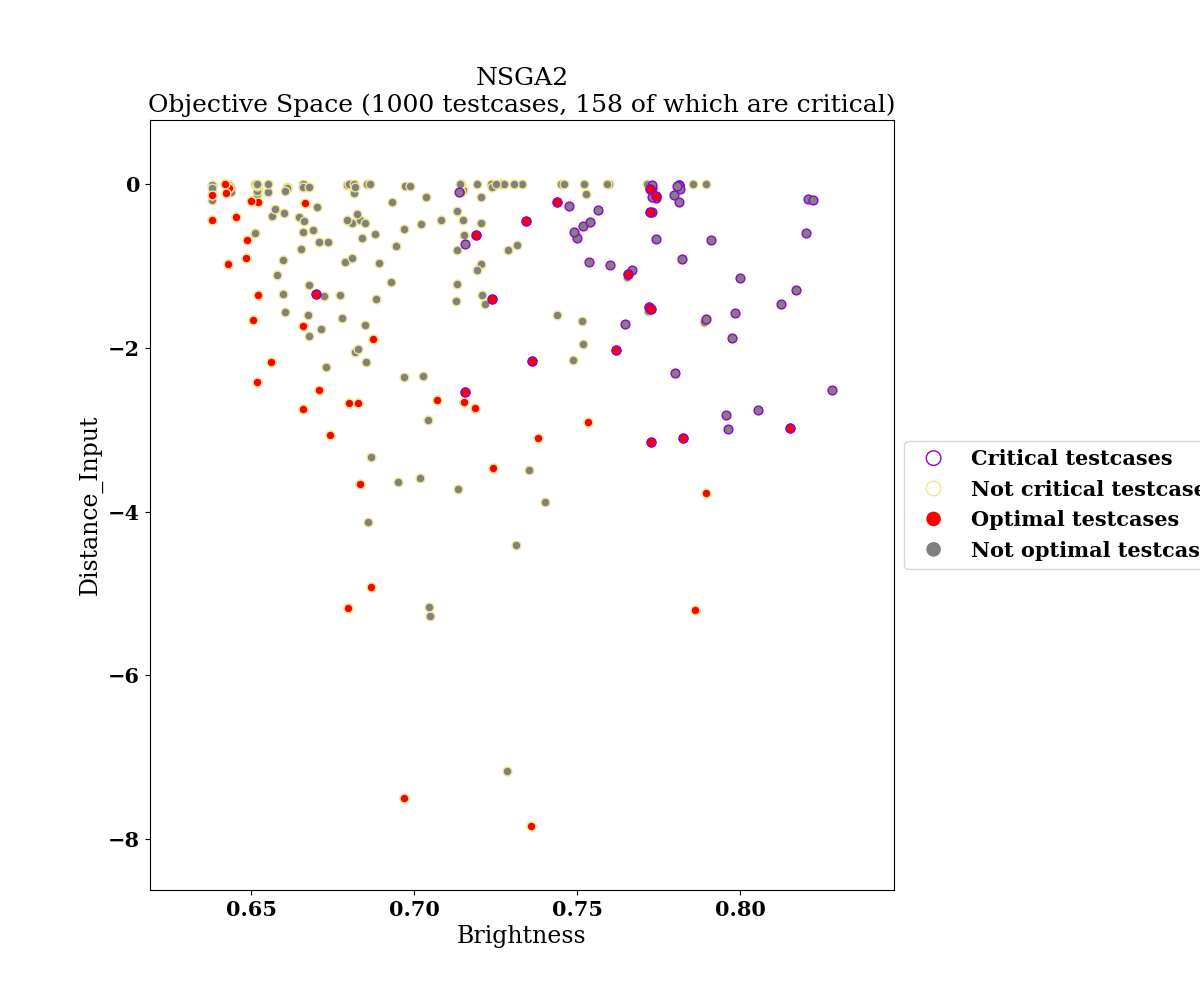 NSGA2
Objective Space (1000 testcases, 158 of which are critical)
0
−2
−4
−6
−8
Distance_Input
0.65
0.70
0.75
0.80
Brightness
Critical testcases
Not critical testcase
Optimal testcases
Not optimal testcas